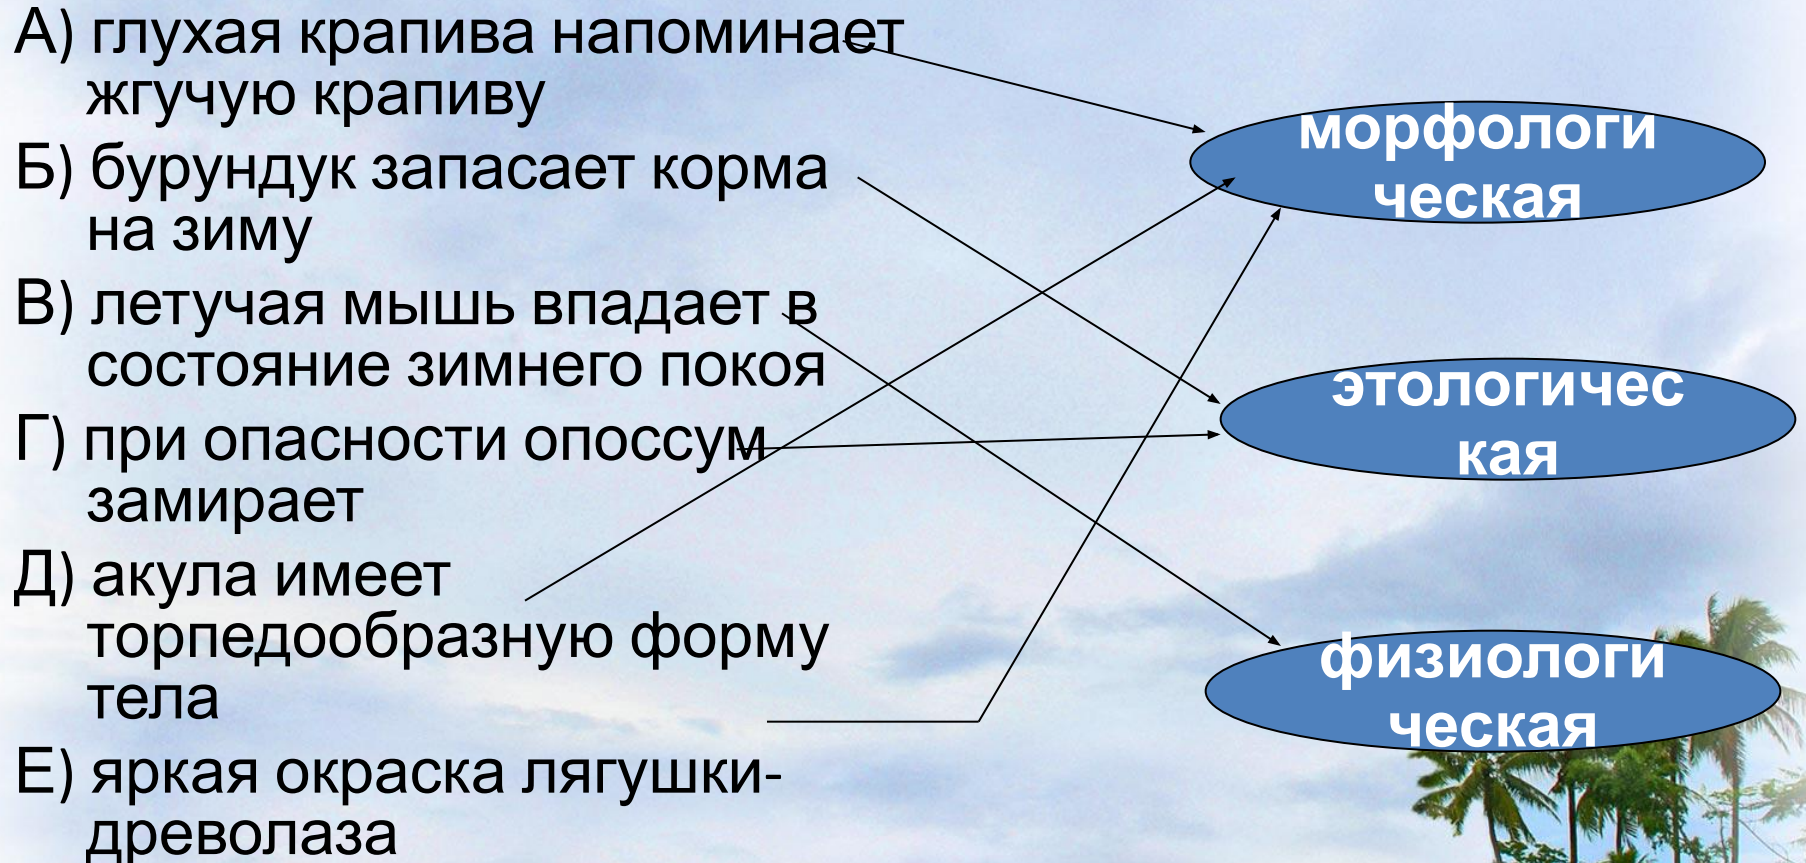 А) глухая крапива напоминает
жгучую крапиву
Б) бурундук запасает корма
на зиму
В) летучая мышь впадает в
состояние зимнего покоя
Г) при опасности опоссум
замирает
Д) акула имеет
торпедообразную форму
тела
Е) яркая окраска лягушки-
древолаза
морфологи
ческая
этологичес
кая
физиологи
ческая